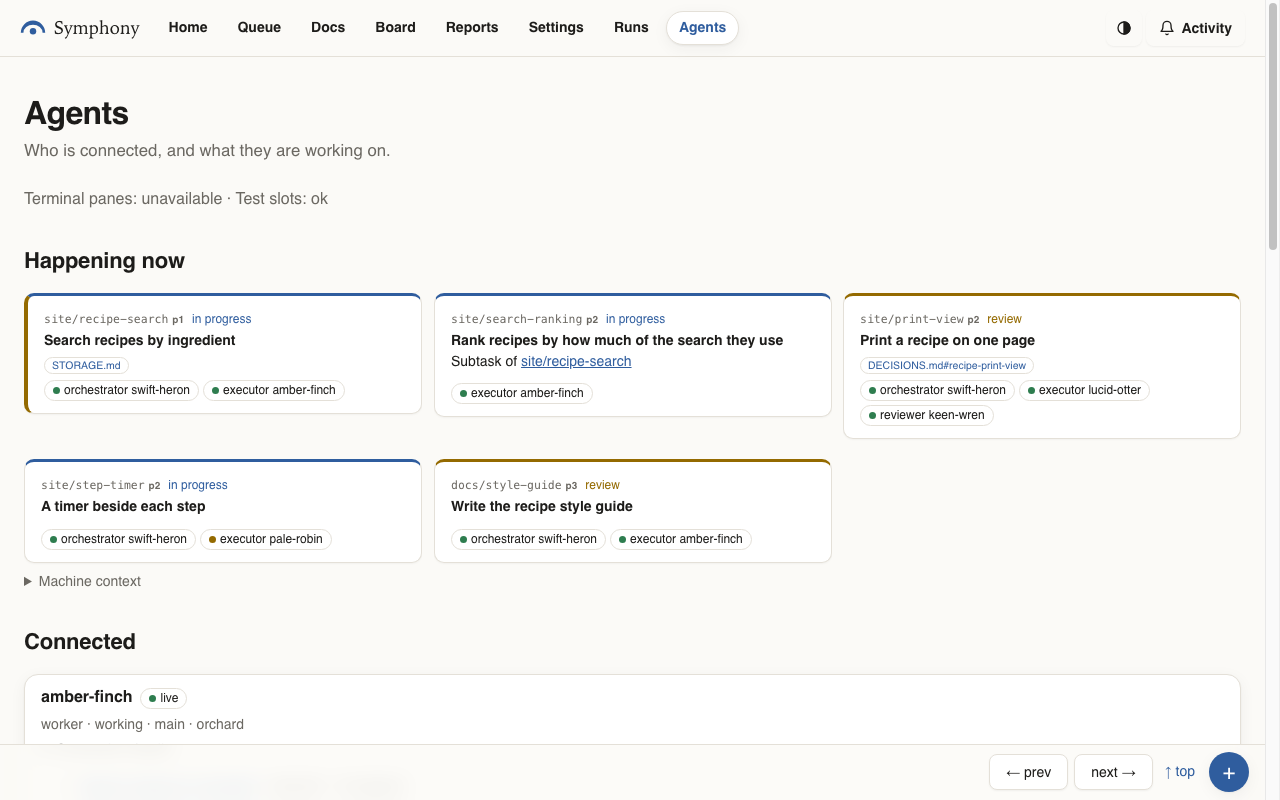 Symphony Home Queue Docs Board Reports Settings Runs Agents Activity
Agents
Who is connected, and what they are working on.
Terminal panes: unavailable · Test slots: ok
Happening now
site/recipe-search p1 in progress
Search recipes by ingredient
STORAGE.md
orchestrator swift-heron executor amber-finch
site/search-ranking p2 in progress
Rank recipes by how much of the search they use
Subtask of site/recipe-search
executor amber-finch
site/print-view p2 review
Print a recipe on one page
DECISIONS.md#recipe-print-view
orchestrator swift-heron executor lucid-otter
reviewer keen-wren
site/step-timer p2 in progress
A timer beside each step
orchestrator swift-heron executor pale-robin
docs/style-guide p3 review
Write the recipe style guide
orchestrator swift-heron executor amber-finch
▶ Machine context
Connected
amber-finch live
worker · working · main · orchard
← prev next → ↑ top +